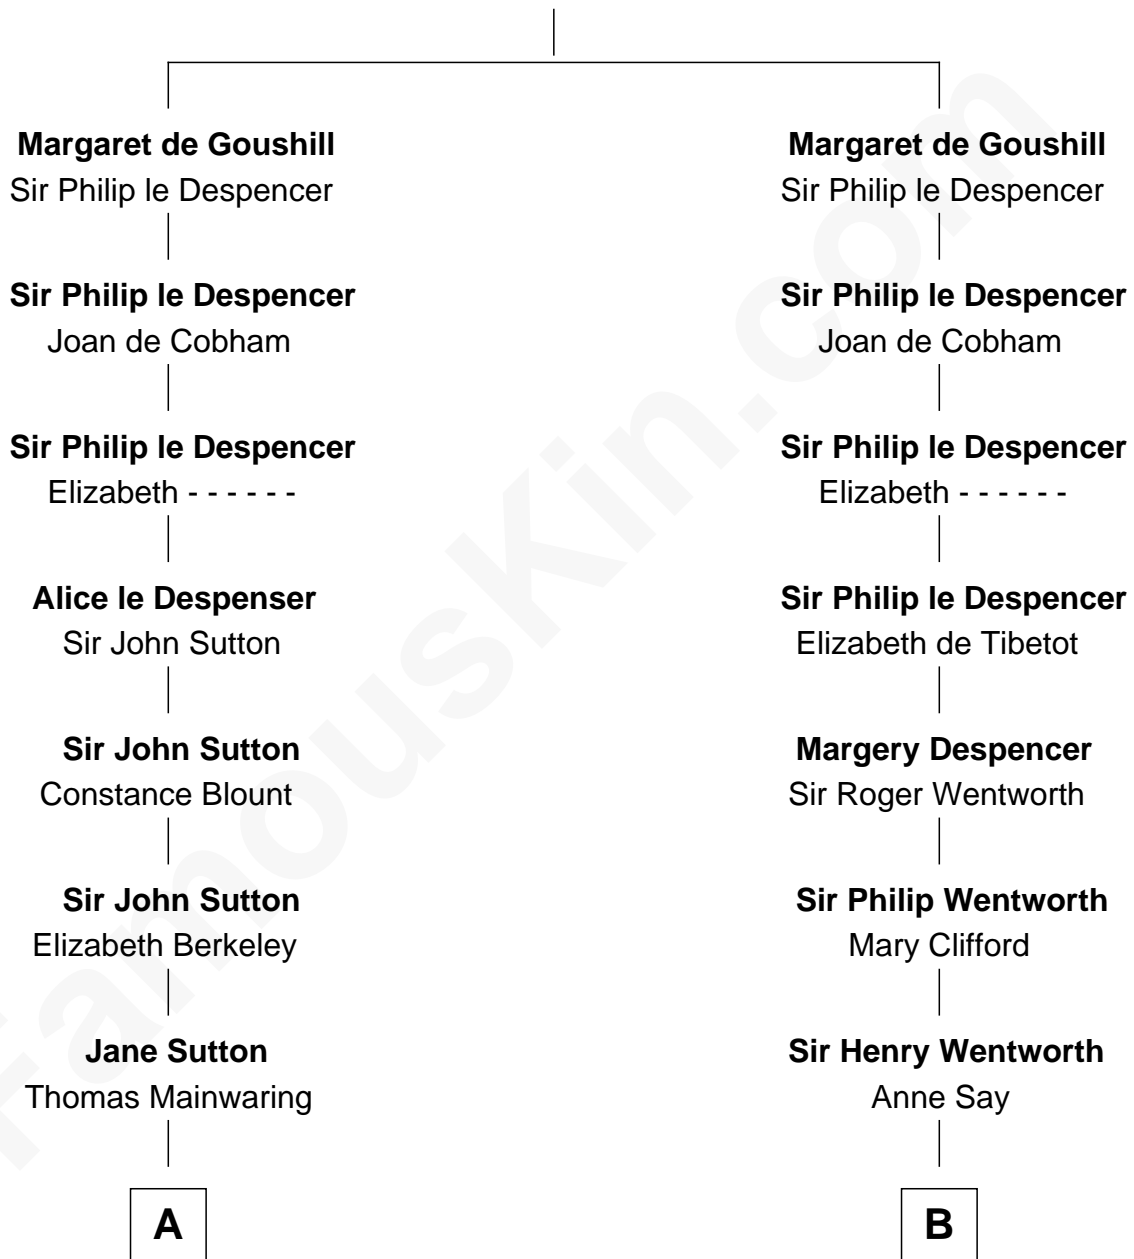 Margaret de Goushill
Sir Philip le Despencer
Sir Philip le Despencer
Joan de Cobham
Sir Philip le Despencer
Elizabeth - - - - - -
Alice le Despenser
Sir John Sutton
Sir John Sutton
Constance Blount
Sir John Sutton
Elizabeth Berkeley
Jane Sutton
Thomas Mainwaring
A
Margaret de Goushill
Sir Philip le Despencer
Sir Philip le Despencer
Joan de Cobham
Sir Philip le Despencer
Elizabeth - - - - - -
Sir Philip le Despencer
Elizabeth de Tibetot
Margery Despencer
Sir Roger Wentworth
Sir Philip Wentworth
Mary Clifford
Sir Henry Wentworth
Anne Say
B
FamousKin.com